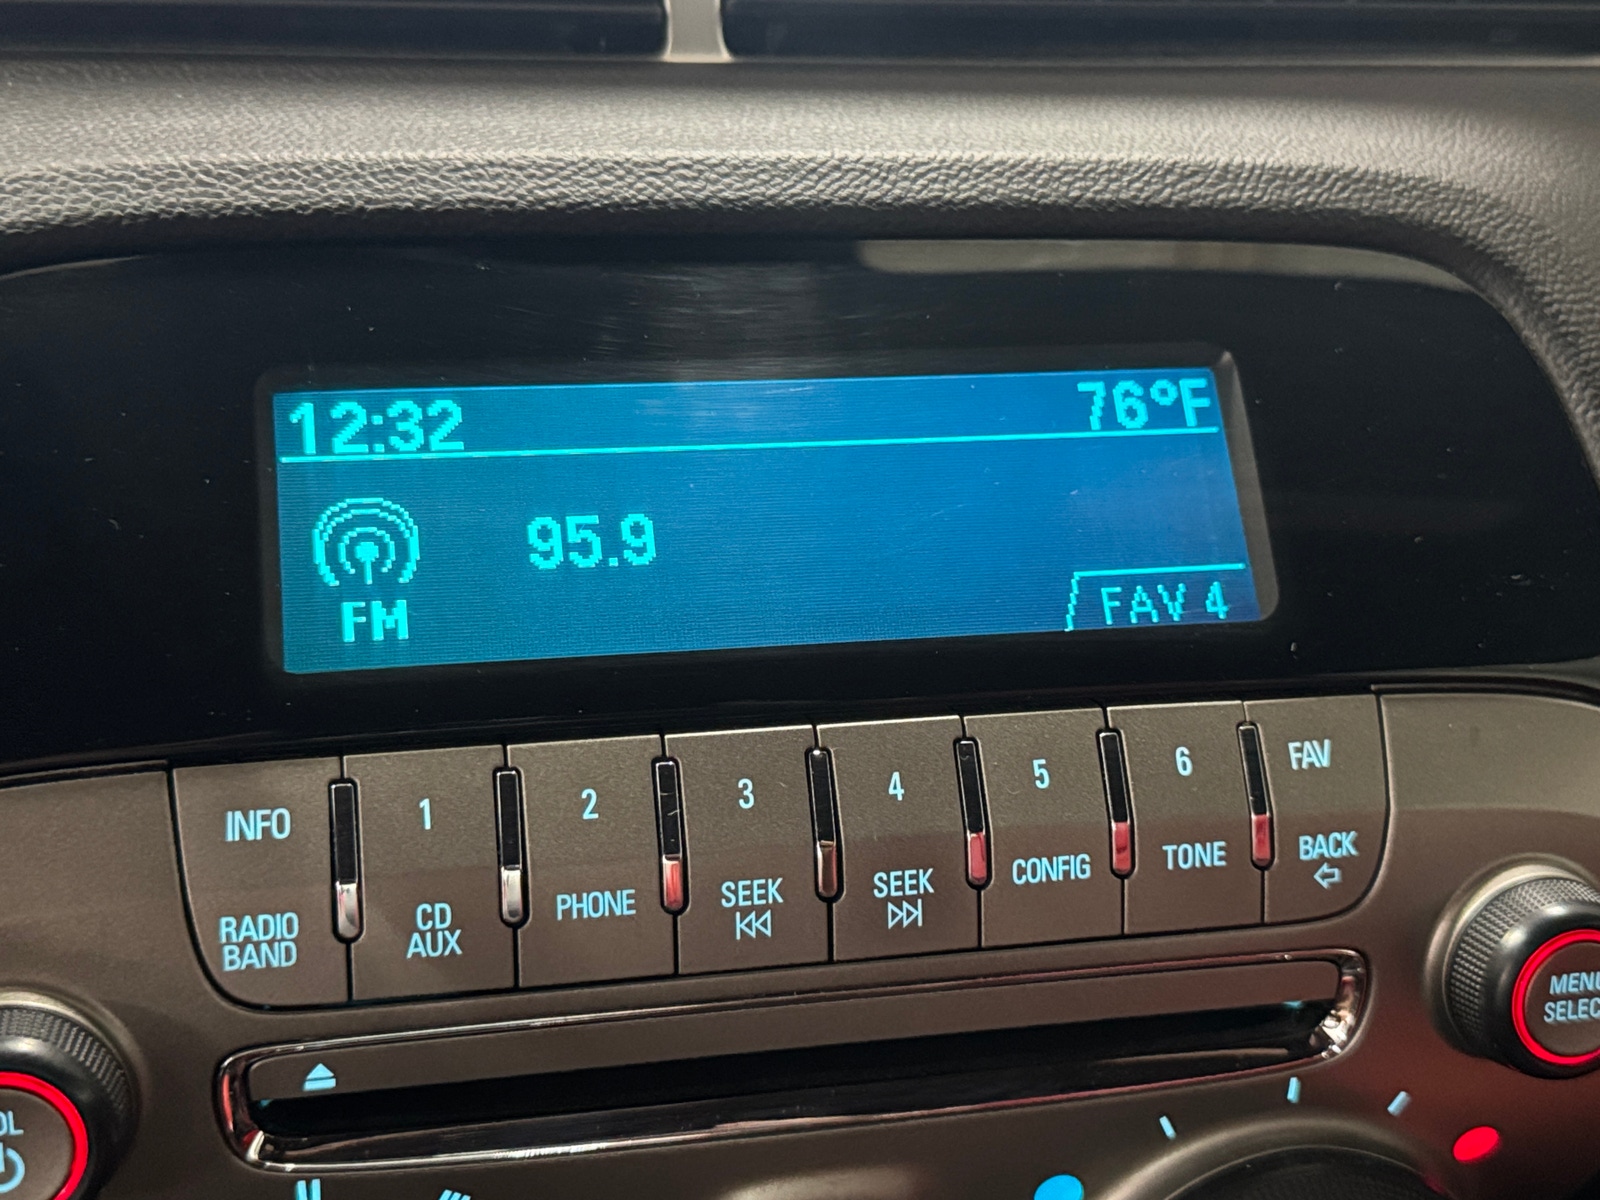 12:32 76°F
95.9
FM
FAV 4
INFO 1 2 3 4 5 6 FAV
RADIO BAND
CD AUX
PHONE
SEEK
SEEK
CONFIG
TONE
BACK
MENU